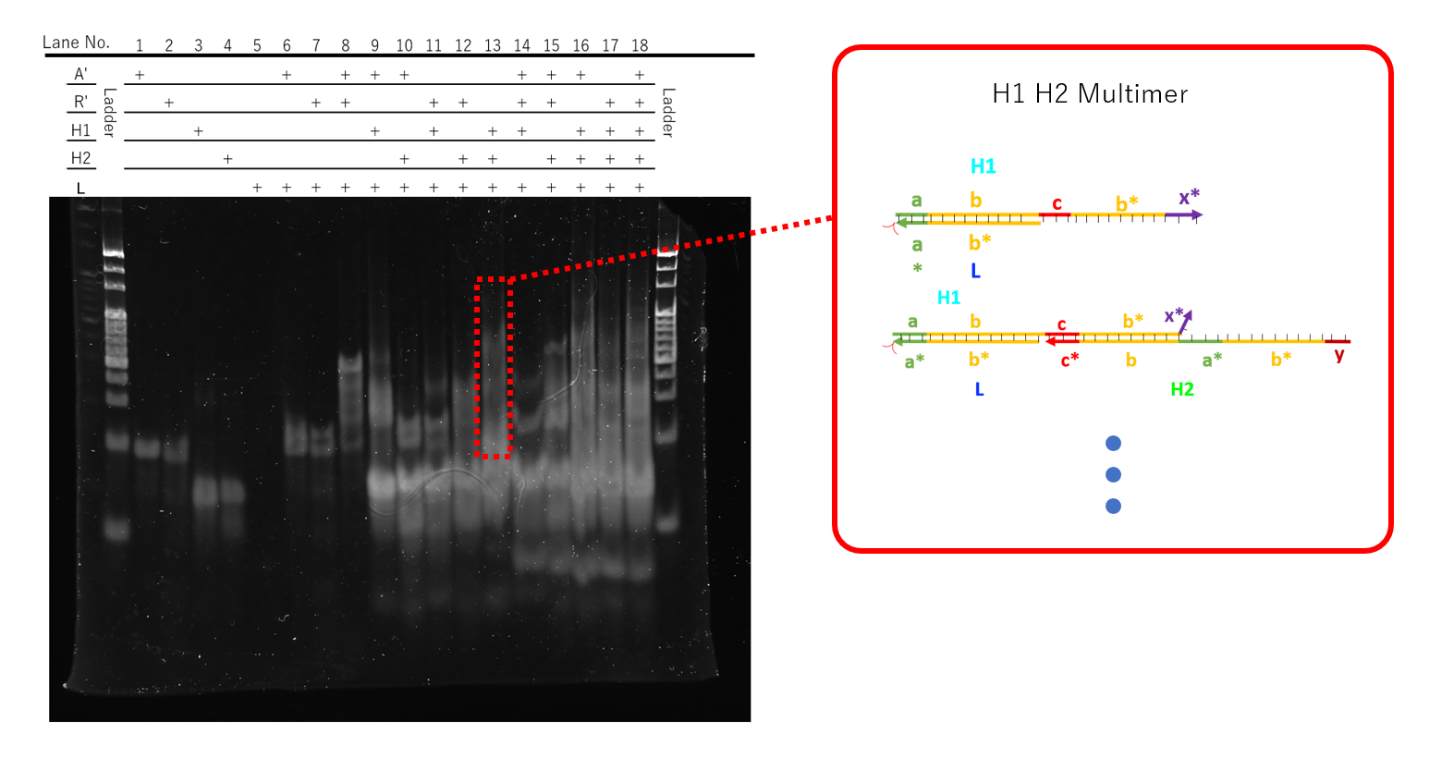 Lane No. 1 2 3 4 5 6 7 8 9 10 11 12 13 14 15 16 17 18
A' + + + + + + + + +
R' + + + + + + + + +
H1 + + + + + + + +
H2 + + + + + + + +
L + + + + + + + + + + + + + +
Ladder
Ladder
H1 H2 Multimer
H1
a b c b* x*
a b*
*
L
H1
a b c b* x*
a* b* c* b a* b* y
L H2